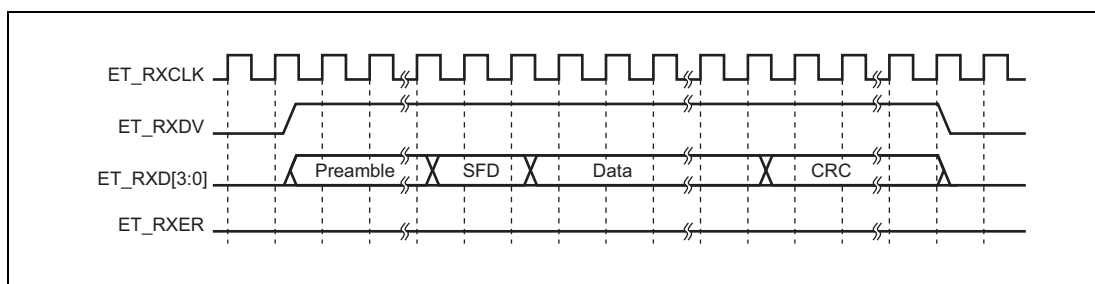 ET_RXCLK
ET_RXDV
ET_RXD[3:0] Preamble SFD Data CRC
ET_RXER